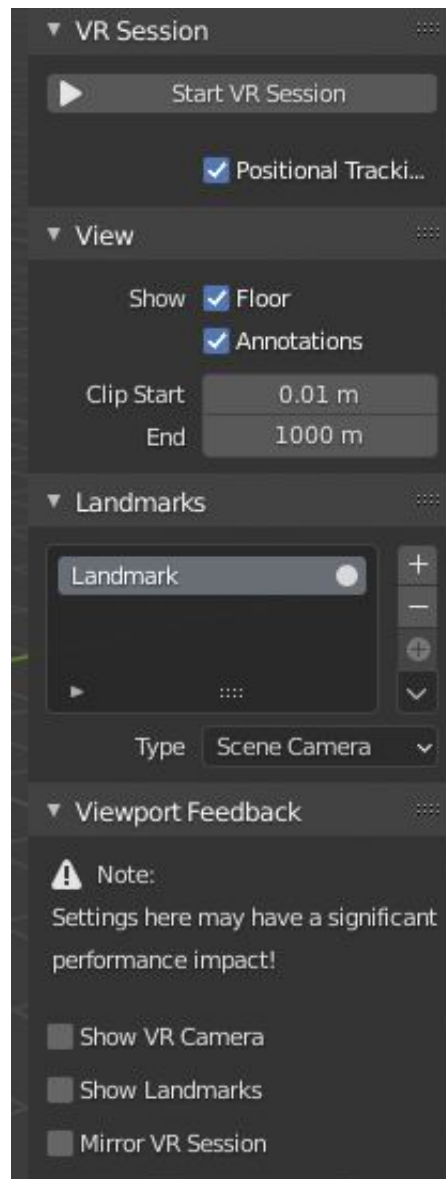 VR Session
Start VR Session
Positional Tracki...
View
Show Floor
Annotations
Clip Start 0.01 m
End 1000 m
Landmarks
Landmark
Type Scene Camera
Viewport Feedback
Note:
Settings here may have a significant
performance impact!
Show VR Camera
Show Landmarks
Mirror VR Session